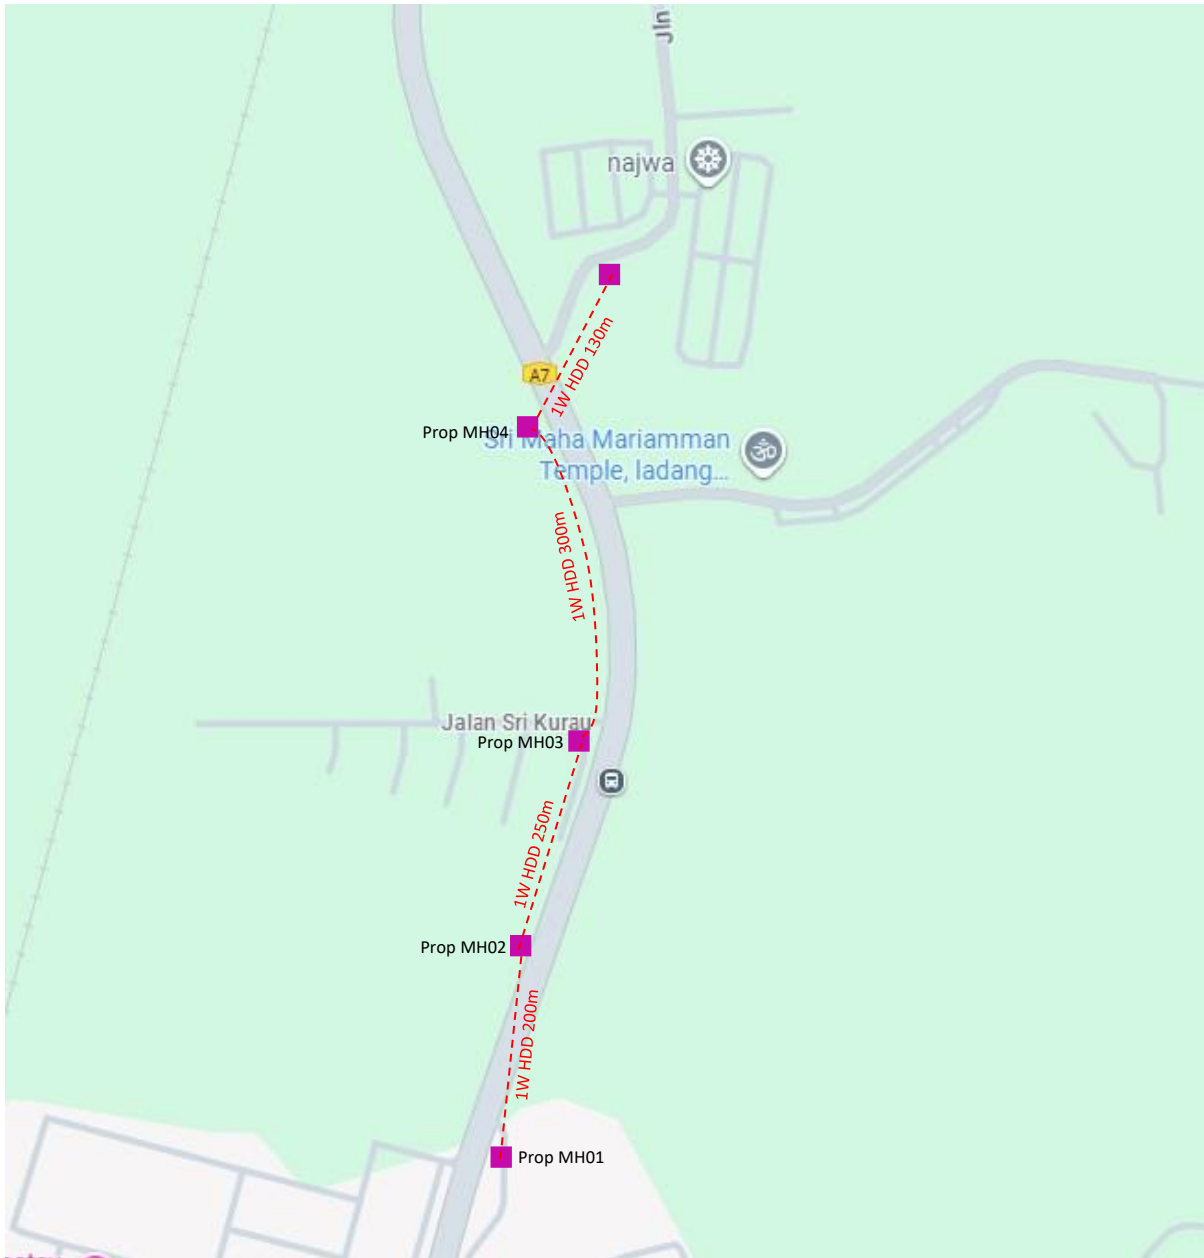 Jln
najwa
1W HDD 130m
A7
Prop MH04
Sri Maha Mariamman
Temple, ladang...
1W HDD 300m
Jalan Sri Kurau
Prop MH03
1W HDD 250m
Prop MH02
1W HDD 200m
Prop MH01